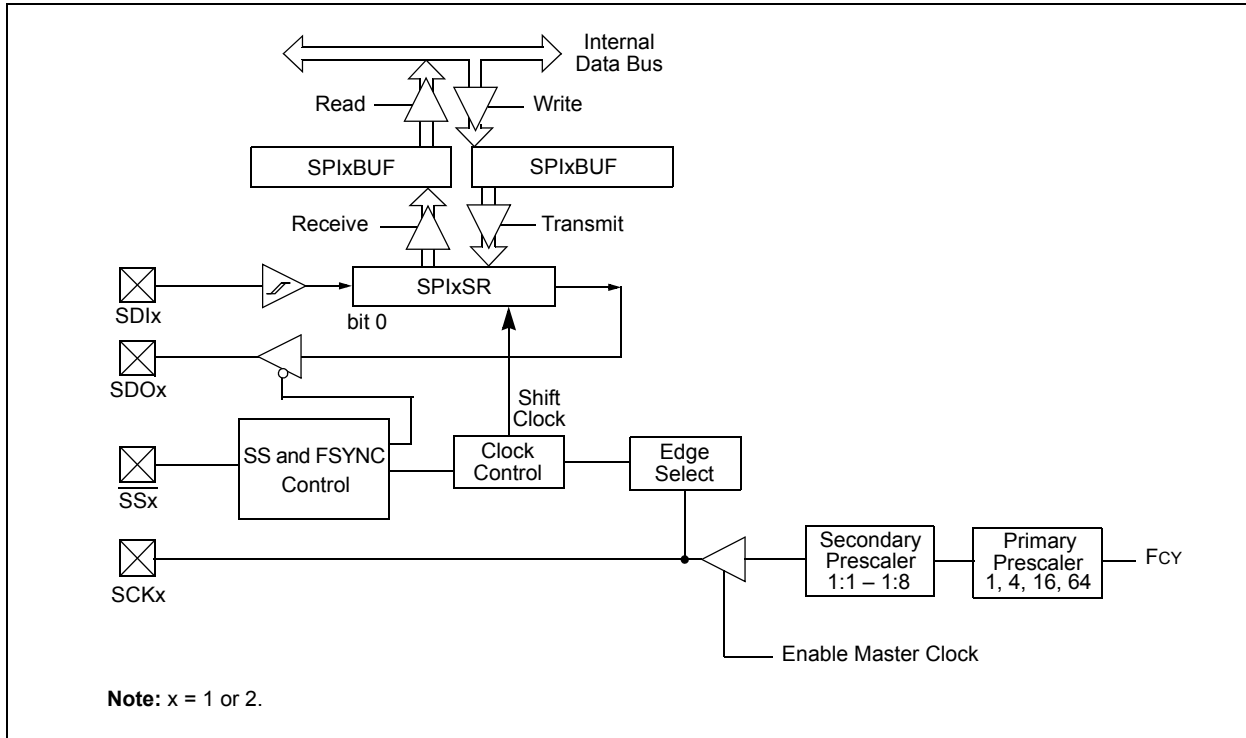 Internal
Data Bus
Read
Write
SPIxBUF
SPIxBUF
Receive
Transmit
SPIxSR
SDIx
bit 0
SDOx
Shift
Clock
SS and FSYNC
Control
Clock
Control
Edge
Select
SSx
SCKx
Secondary
Prescaler
1:1 – 1:8
Primary
Prescaler
1, 4, 16, 64
FCY
Enable Master Clock
Note: x = 1 or 2.